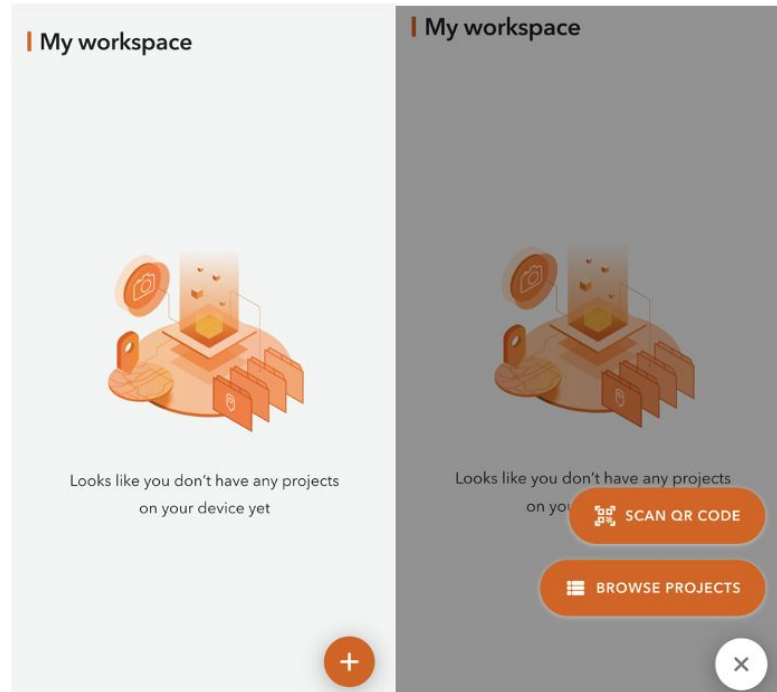 My workspace
Looks like you don't have any projects
on your device yet
My workspace
Looks like you don't have any projects
on you
SCAN QR CODE
BROWSE PROJECTS